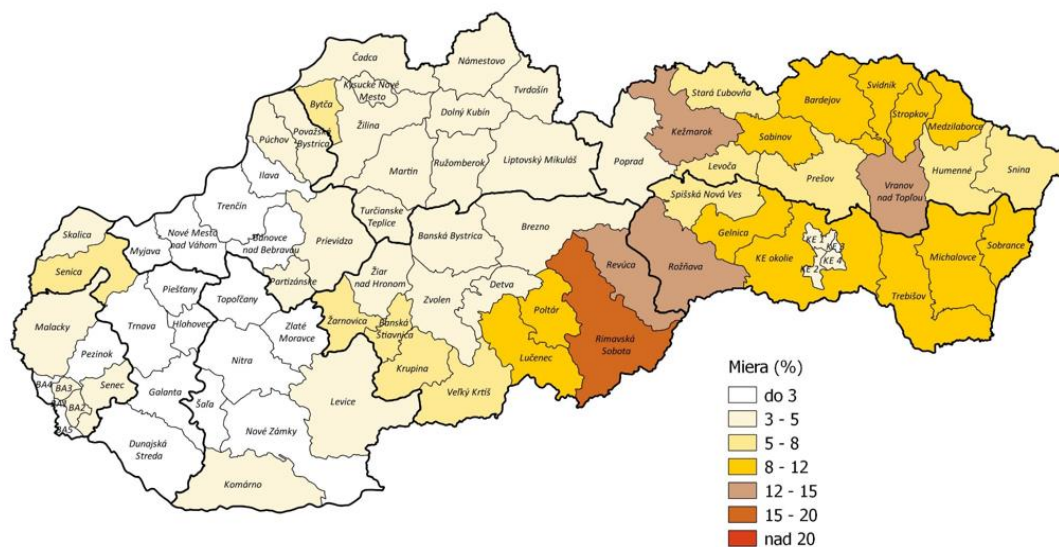 Čadca
Námestovo
Kysucké Nové
Mesto
Tvrdošín
Bytča
Stará Ľubovňa
Svidník
Bardejov
Stropkov
Dolný Kubín
Púchov
Považská
Bystrica
Žilina
Kežmarok
Sabinov
Medzilaborce
Poprad
Martin
Ružomberok
Liptovský Mikuláš
Levoča
Prešov
Humenné
Snina
Ilava
Vranov
nad Topľou
Trenčín
Turčianske
Teplice
Spišská Nová Ves
Skalica
Myjava
Nové Mesto
nad Váhom
Bánovce
nad Bebravou
Prievidza
Banská Bystrica
Brezno
Gelnica
KE okolie
KE 1
KE 3
KE 4
KE 2
Michalovce
Sobrance
Senica
Partizánske
Žiar
nad Hronom
Revúca
Rožňava
Piešťany
Topoľčany
Zvolen
Detva
Trebišov
Malacky
Trnava
Hlohovec
Zlaté
Moravce
Žarnovica
Banská
Štiavnica
Poltár
Pezinok
Nitra
Krupina
Lučenec
Rimavská
Sobota
BA4
BA3
Senec
Galanta
Šaľa
Levice
Veľký Krtíš
BA2
BA5
Nové Zámky
Dunajská
Streda
Komárno
Miera (%)
do 3
3 - 5
5 - 8
8 - 12
12 - 15
15 - 20
nad 20